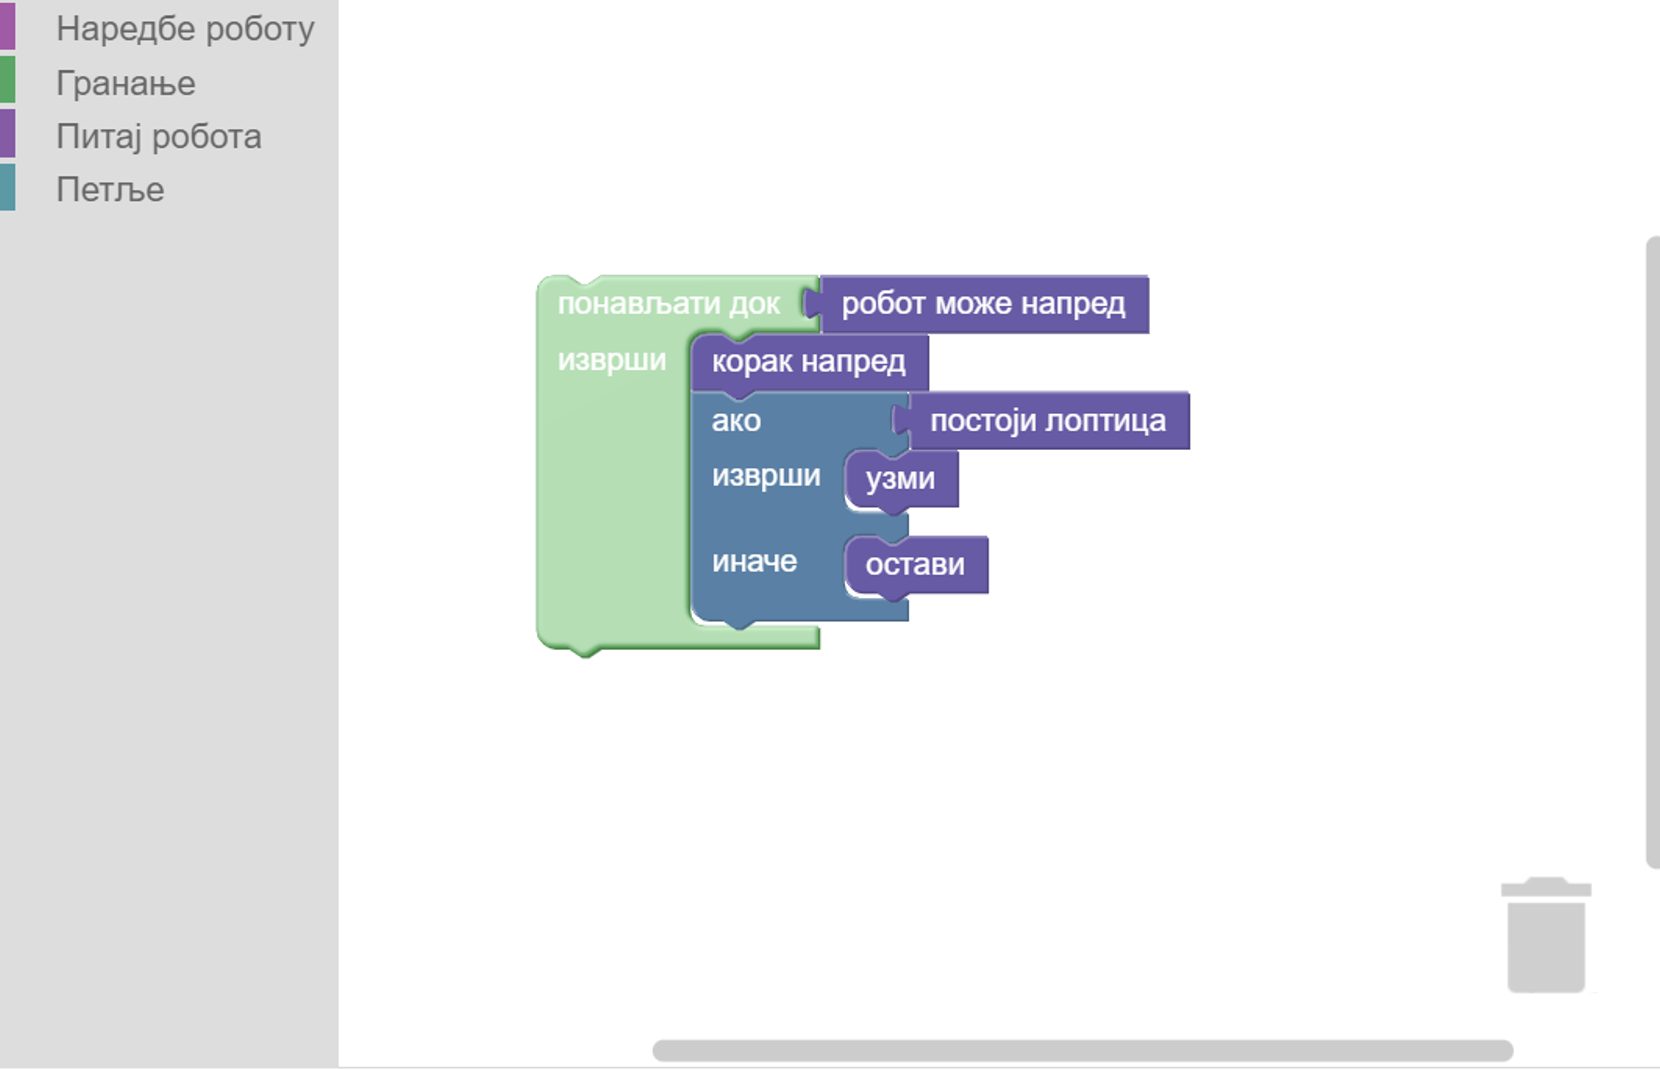 Наредбе роботу
Гранање
Питај робота
Петље
понављати док робот може напред
изврши корак напред
ако постоји лоптица
изврши узми
иначе остави